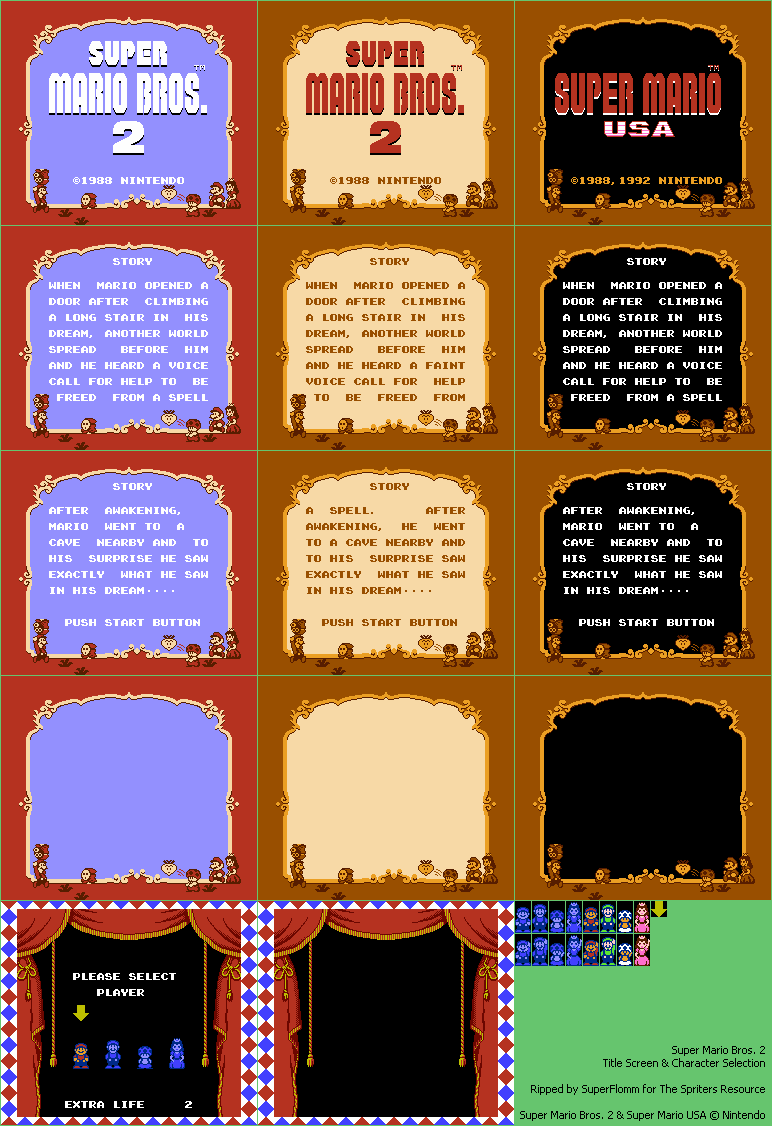 SUPER
MARIO BROS.
TM
2
©1988 NINTENDO
SUPER
MARIO BROS.
TM
2
©1988 NINTENDO
TM
SUPER MARIO
USA
©1988, 1992 NINTENDO
STORY
WHEN MARIO OPENED A
DOOR AFTER CLIMBING
A LONG STAIR IN HIS
DREAM, ANOTHER WORLD
SPREAD BEFORE HIM
AND HE HEARD A VOICE
CALL FOR HELP TO BE
FREED FROM A SPELL
STORY
WHEN MARIO OPENED A
DOOR AFTER CLIMBING
A LONG STAIR IN HIS
DREAM, ANOTHER WORLD
SPREAD BEFORE HIM
AND HE HEARD A FAINT
VOICE CALL FOR HELP
TO BE FREED FROM
STORY
WHEN MARIO OPENED A
DOOR AFTER CLIMBING
A LONG STAIR IN HIS
DREAM, ANOTHER WORLD
SPREAD BEFORE HIM
AND HE HEARD A VOICE
CALL FOR HELP TO BE
FREED FROM A SPELL
STORY
AFTER AWAKENING,
MARIO WENT TO A
CAVE NEARBY AND TO
HIS SURPRISE HE SAW
EXACTLY WHAT HE SAW
IN HIS DREAM····
PUSH START BUTTON
STORY
A SPELL. AFTER
AWAKENING, HE WENT
TO A CAVE NEARBY AND
TO HIS SURPRISE SAW
EXACTLY WHAT HE SAW
IN HIS DREAM····
PUSH START BUTTON
STORY
AFTER AWAKENING,
MARIO WENT TO A
CAVE NEARBY AND TO
HIS SURPRISE HE SAW
EXACTLY WHAT HE SAW
IN HIS DREAM····
PUSH START BUTTON
PLEASE SELECT
PLAYER
EXTRA LIFE 2
Super Mario Bros. 2
Title Screen & Character Selection
Ripped by SuperFlomm for The Spriters Resource
Super Mario Bros. 2 & Super Mario USA © Nintendo